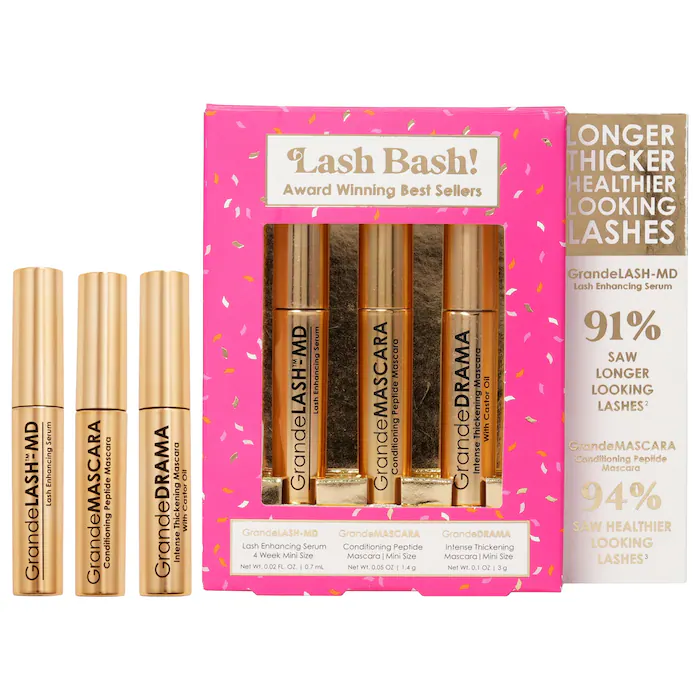 GrandeLASH™-MD
Lash Enhancing Serum
GrandeMASCARA
Conditioning Peptide Mascara
GrandeDRAMA
Intense Thickening Mascara
With Castor Oil
Lash Bash!
Award Winning Best Sellers
GrandeLASH™-MD
Lash Enhancing Serum
GrandeMASCARA
Conditioning Peptide Mascara
GrandeDRAMA
Intense Thickening Mascara
With Castor Oil
GrandeLASH-MD
Lash Enhancing Serum
4 Week Mini Size
Net Wt. 0.02 FL. OZ. | 0.7 mL
GrandeMASCARA
Conditioning Peptide
Mascara | Mini Size
Net Wt. 0.05 OZ | 1.4 g
GrandeDRAMA
Intense Thickening
Mascara | Mini Size
Net Wt. 0.1 OZ | 3 g
LONGER
THICKER
HEALTHIER
LOOKING
LASHES
GrandeLASH-MD
Lash Enhancing Serum
91%
SAW
LONGER
LOOKING
LASHES²
GrandeMASCARA
Conditioning Peptide
Mascara
94%
SAW HEALTHIER
LOOKING
LASHES³